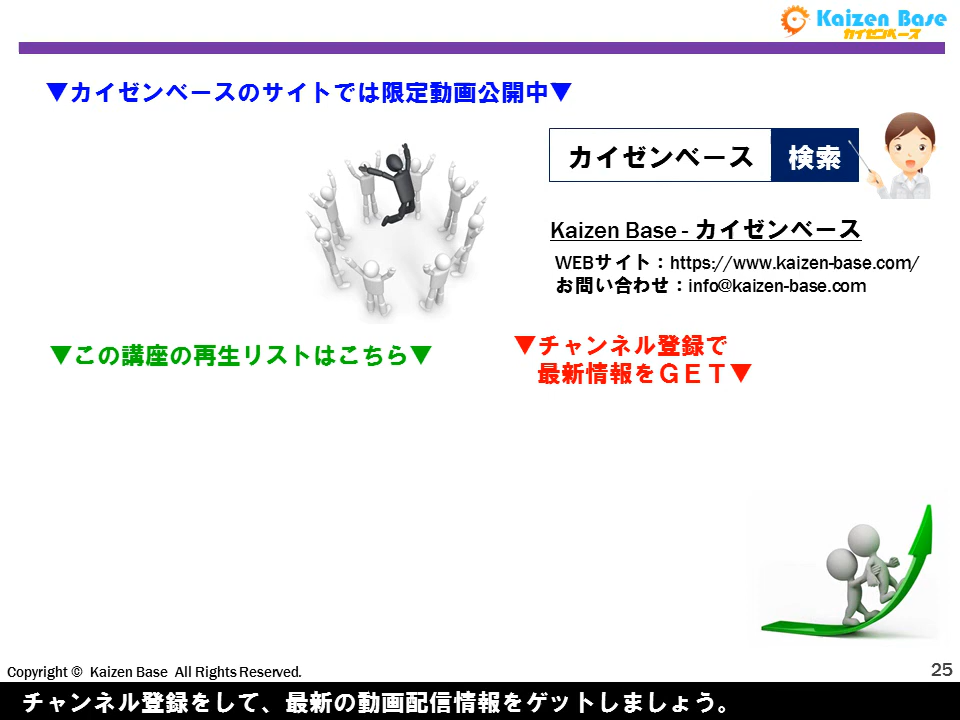 Kaizen Base
カイゼンベース
▼カイゼンベースのサイトでは限定動画公開中▼
カイゼンベース 検索
Kaizen Base - カイゼンベース
WEBサイト：https://www.kaizen-base.com/
お問い合わせ：info@kaizen-base.com
▼この講座の再生リストはこちら▼
▼チャンネル登録で
最新情報をＧＥＴ▼
Copyright © Kaizen Base All Rights Reserved.
25
チャンネル登録をして、最新の動画配信情報をゲットしましょう。